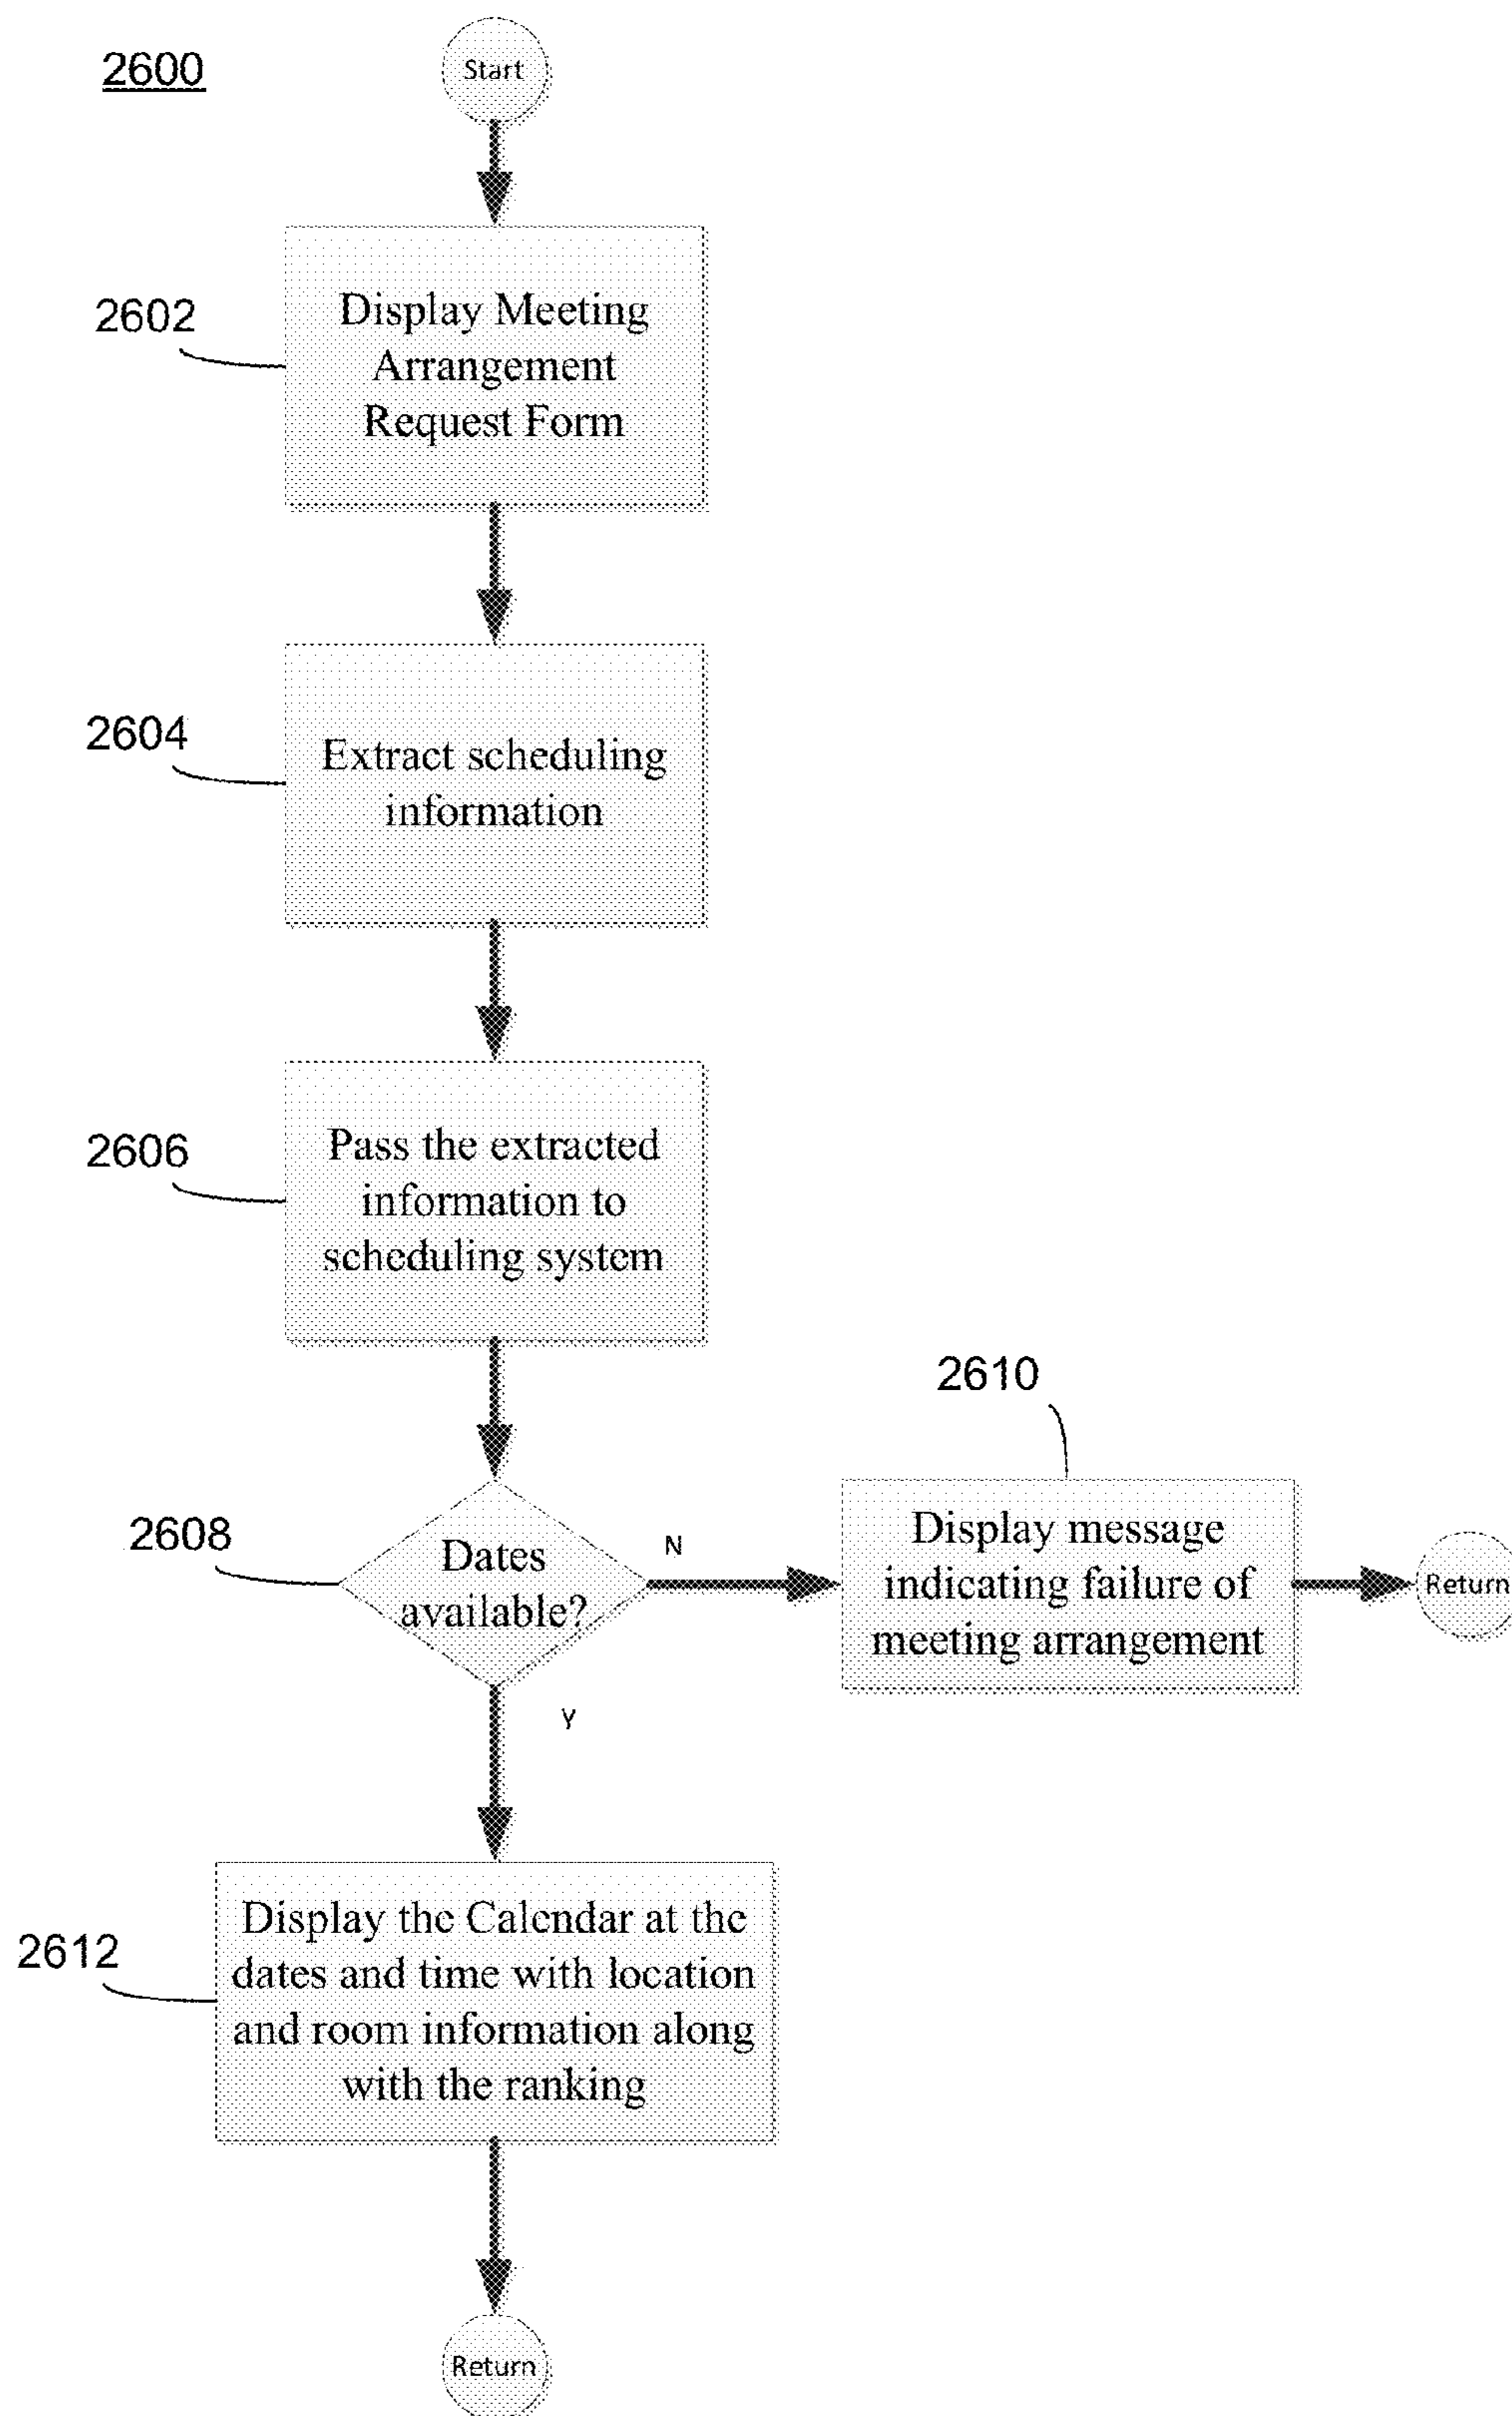 2600
Start
2602
Display Meeting
Arrangement
Request Form
2604
Extract scheduling
information
2606
Pass the extracted
information to
scheduling system
2608
Dates
available?
N
2610
Display message
indicating failure of
meeting arrangement
Return
Y
2612
Display the Calendar at the
dates and time with location
and room information along
with the ranking
Return